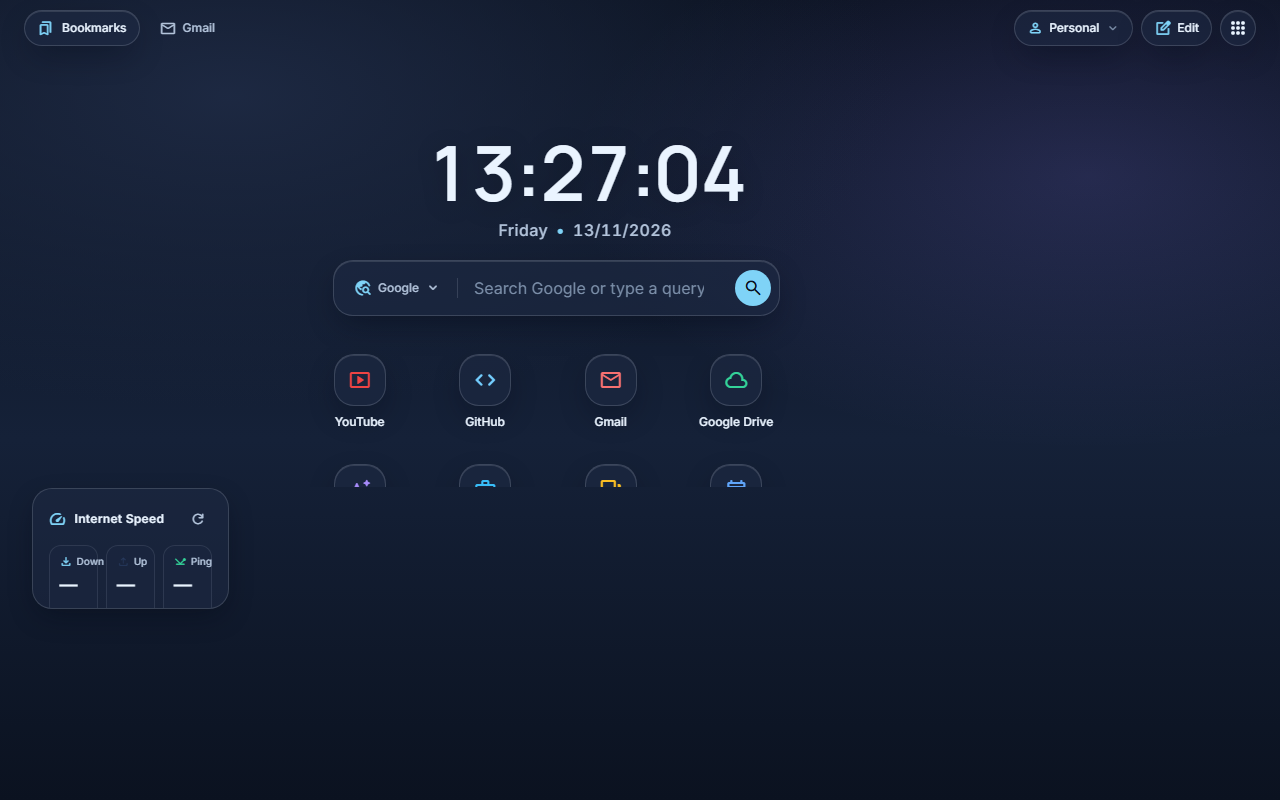 Bookmarks
Gmail
Personal
Edit
13:27:04
Friday • 13/11/2026
Google
Search Google or type a query
YouTube
GitHub
Gmail
Google Drive
Internet Speed
Down
Up
Ping
—
—
—